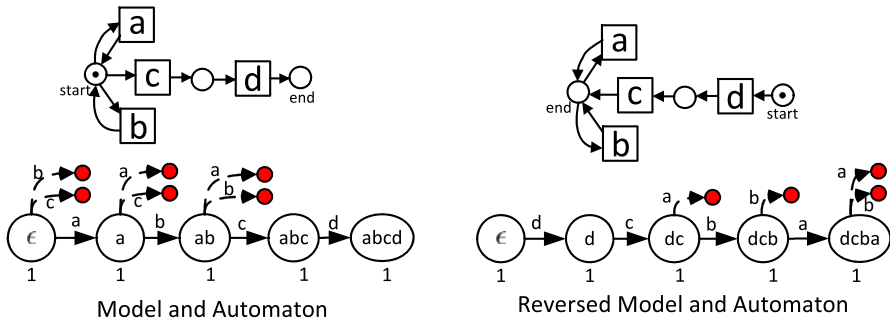 a
c
d
start
end
b
a
c
d
end
start
b
b
c
a
c
a
b
ϵ
a
a
b
ab
c
abc
d
abcd
1
1
1
1
1
Model and Automaton
a
b
a
b
ϵ
d
d
c
dc
b
dcb
a
dcba
1
1
1
1
1
Reversed Model and Automaton